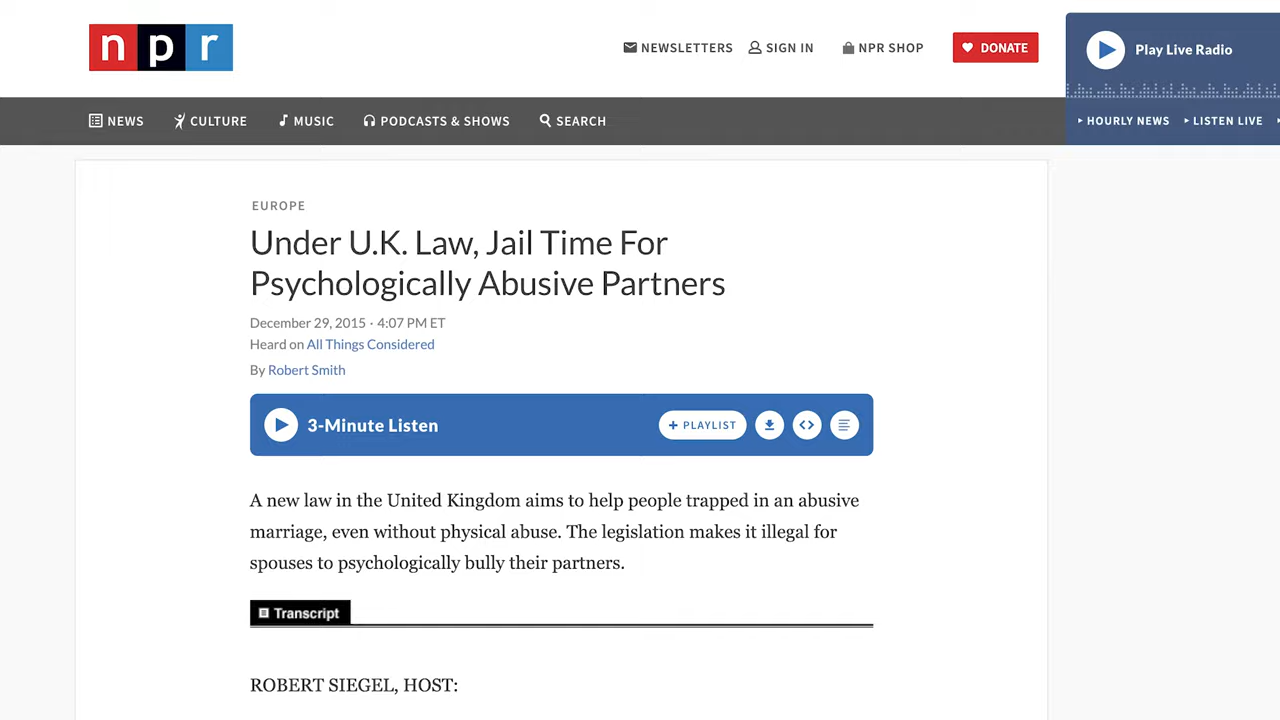 npr
NEWSLETTERS SIGN IN NPR SHOP DONATE
Play Live Radio
NEWS CULTURE MUSIC PODCASTS & SHOWS SEARCH
HOURLY NEWS LISTEN LIVE
EUROPE
Under U.K. Law, Jail Time For
Psychologically Abusive Partners
December 29, 2015 · 4:07 PM ET
Heard on All Things Considered
By Robert Smith
3-Minute Listen
+ PLAYLIST
A new law in the United Kingdom aims to help people trapped in an abusive
marriage, even without physical abuse. The legislation makes it illegal for
spouses to psychologically bully their partners.
Transcript
ROBERT SIEGEL, HOST: